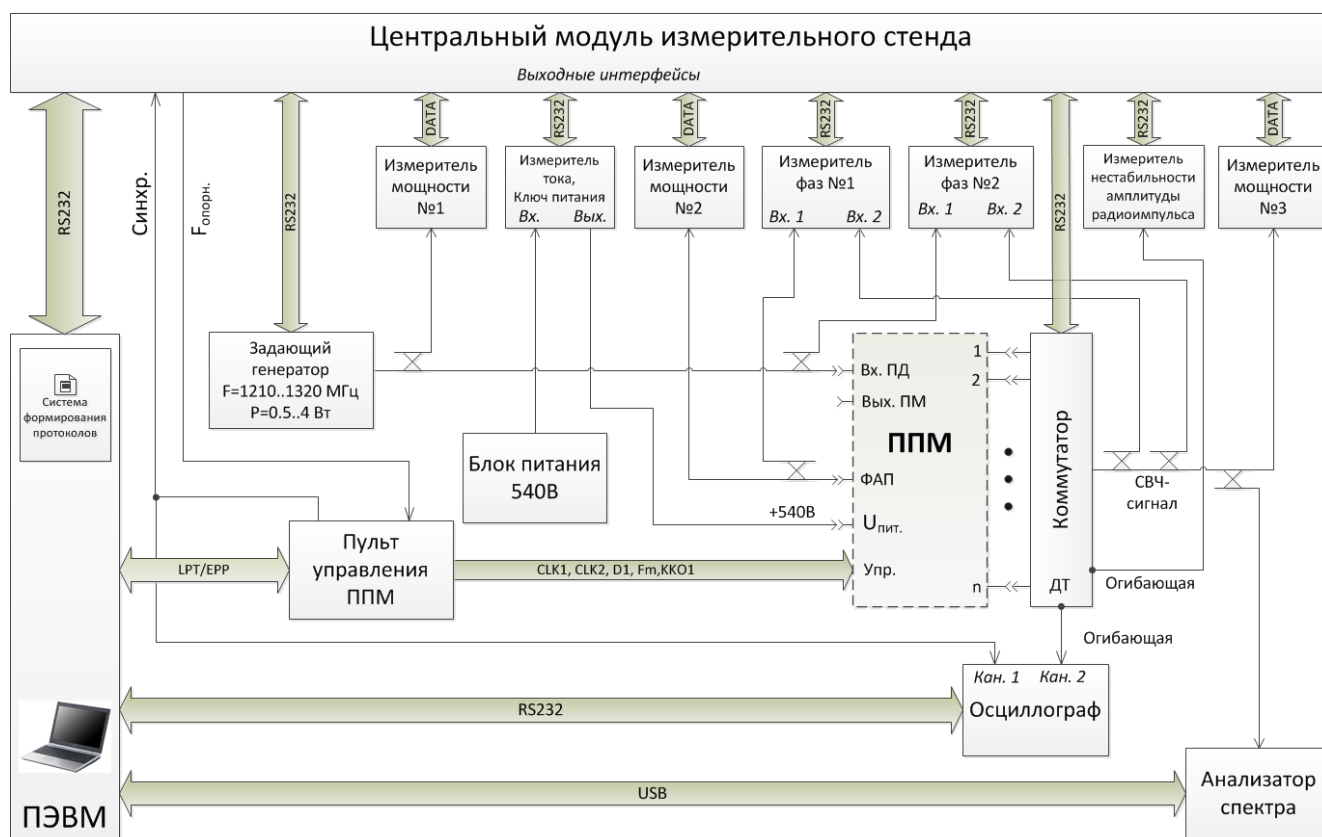 Центральный модуль измерительного стенда
Выходные интерфейсы
RS232
Синхр.
Fопорн.
RS232
DATA
RS232
DATA
RS232
RS232
RS232
RS232
DATA
Измеритель
мощности
№1
Измеритель
тока,
Ключ питания
Вх. Вых.
Измеритель
мощности
№2
Измеритель
фаз №1
Вх. 1 Вх. 2
Измеритель
фаз №2
Вх. 1 Вх. 2
Измеритель
нестабильности
амплитуды
радиоимпульса
Измеритель
мощности
№3
Задающий
генератор
F=1210..1320 МГц
P=0.5..4 Вт
Система
формирования
протоколов
Блок питания
540В
Вх. ПД
Вых. ПМ
ППМ
ФАП
+540В
Uпит.
Упр.
1
2
n
Коммутатор
ДТ
СВЧ-
сигнал
Огибающая
Огибающая
LPT/EPP
Пульт
управления
ППМ
CLK1, CLK2, D1, Fm,KKO1
Кан. 1 Кан. 2
Осциллограф
RS232
USB
Анализатор
спектра
ПЭВМ